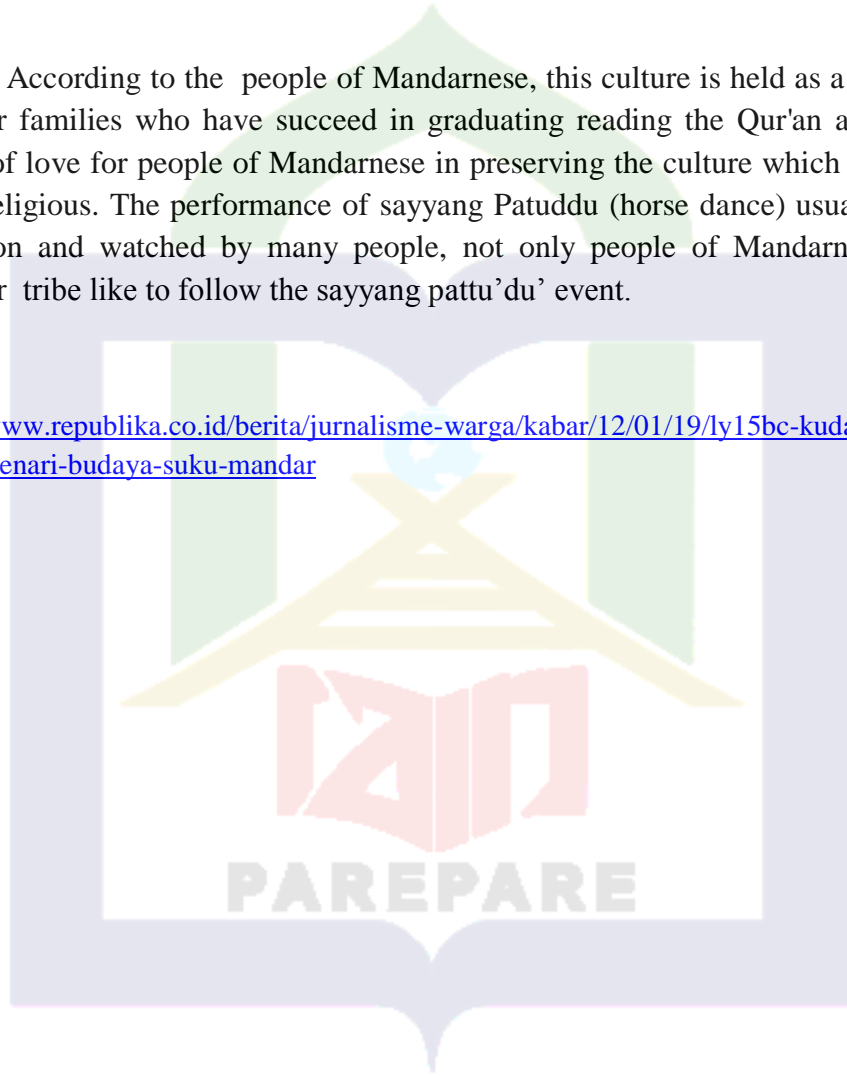 According to the people of Mandarnese, this culture is held as a
r families who have succeed in graduating reading the Qur'an a
of love for people of Mandarnese in preserving the culture which
eligious. The performance of sayyang Patuddu (horse dance) usua
on and watched by many people, not only people of Mandarn
r tribe like to follow the sayyang pattu’du’ event.
ww.republika.co.id/berita/jurnalisme-warga/kabar/12/01/19/ly15bc-kuda
enari-budaya-suku-mandar
iain
PAREPARE